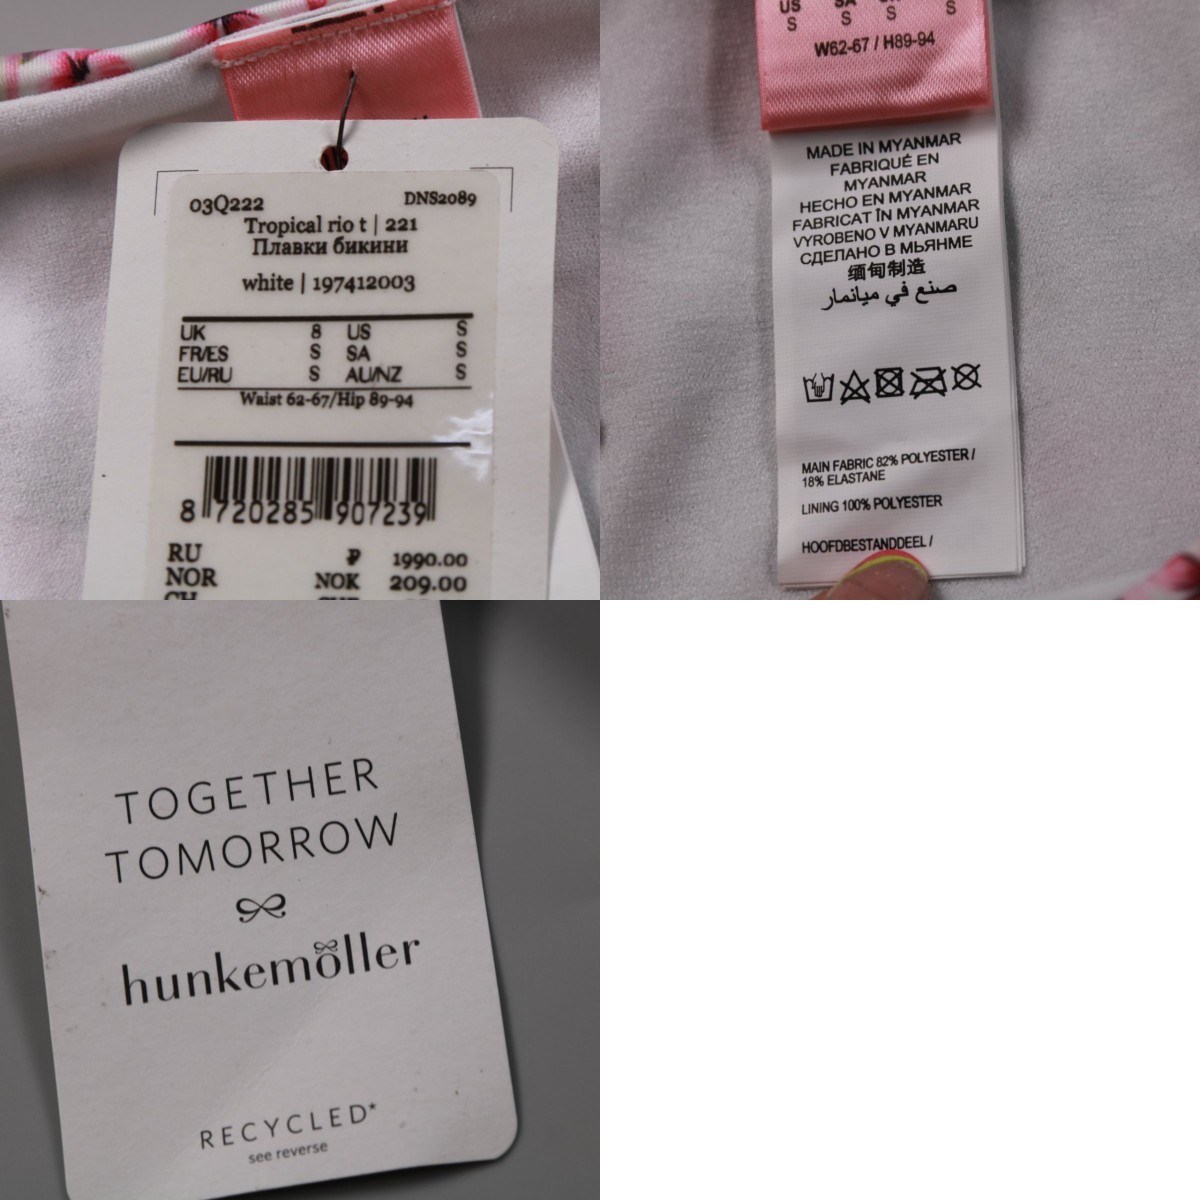 03Q222 DNS2089
Tropical rio t | 221
Плавки бикини
white | 197412003
UK 8 US S
FR/ES S SA S
EU/RU S AU/NZ S
Waist 62-67/Hip 89-94
8 720285 907239
RU ₽ 1990.00
NOR NOK 209.00
US SA S
S S S
W62-67 / H89-94
MADE IN MYANMAR
FABRIQUÉ EN
MYANMAR
HECHO EN MYANMAR
FABRICAT ÎN MYANMAR
VYROBENO V MYANMARU
СДЕЛАНО В МЬЯНМЕ
缅甸制造
صنع في ميانمار
MAIN FABRIC 82% POLYESTER /
18% ELASTANE
LINING 100% POLYESTER
HOOFDBESTANDDEEL /
TOGETHER
TOMORROW
hunkemöller
RECYCLED*
see reverse